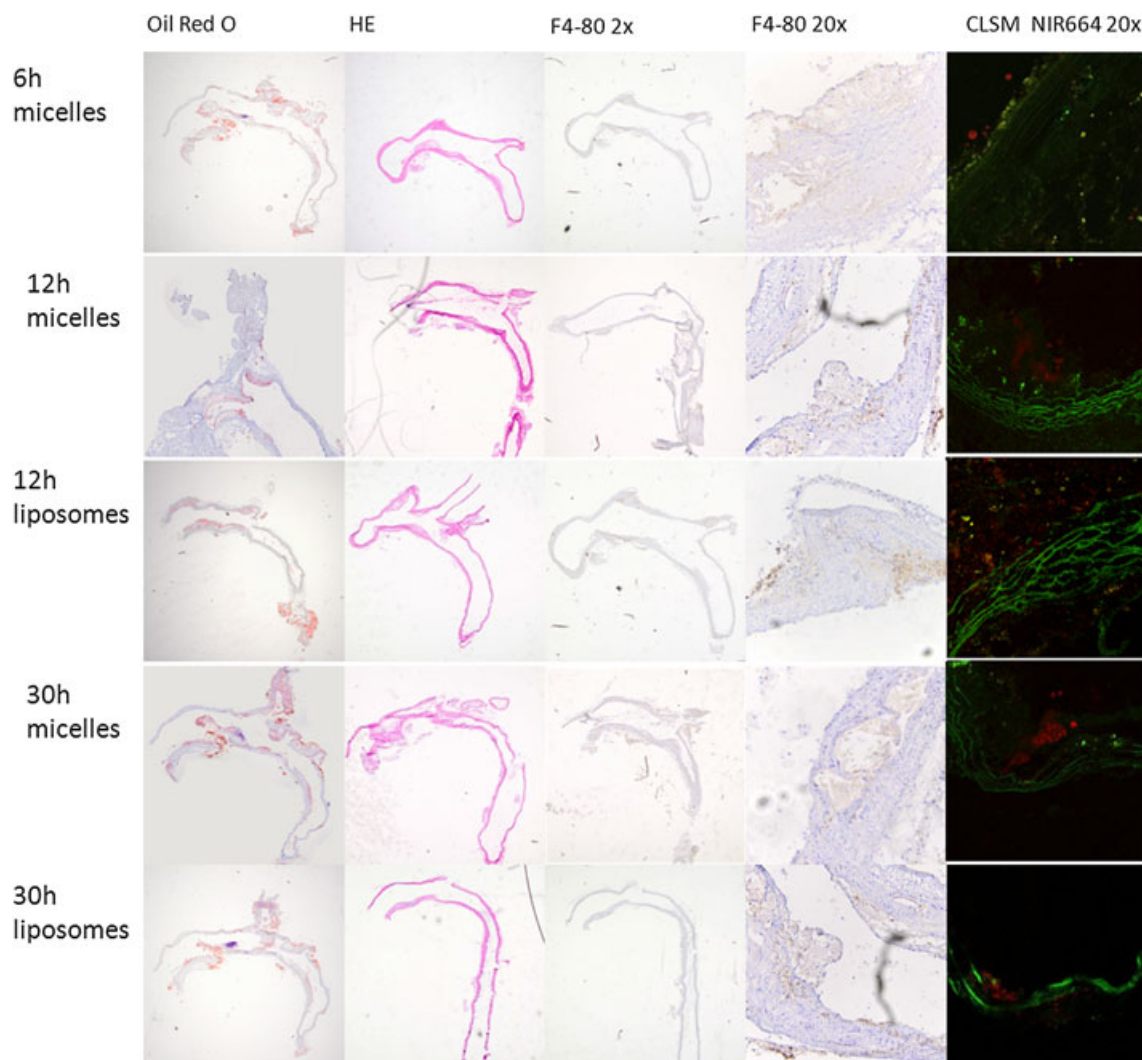 Oil Red O HE F4-80 2x F4-80 20x CLSM NIR664 20x
6h
micelles
12h
micelles
12h
liposomes
30h
micelles
30h
liposomes